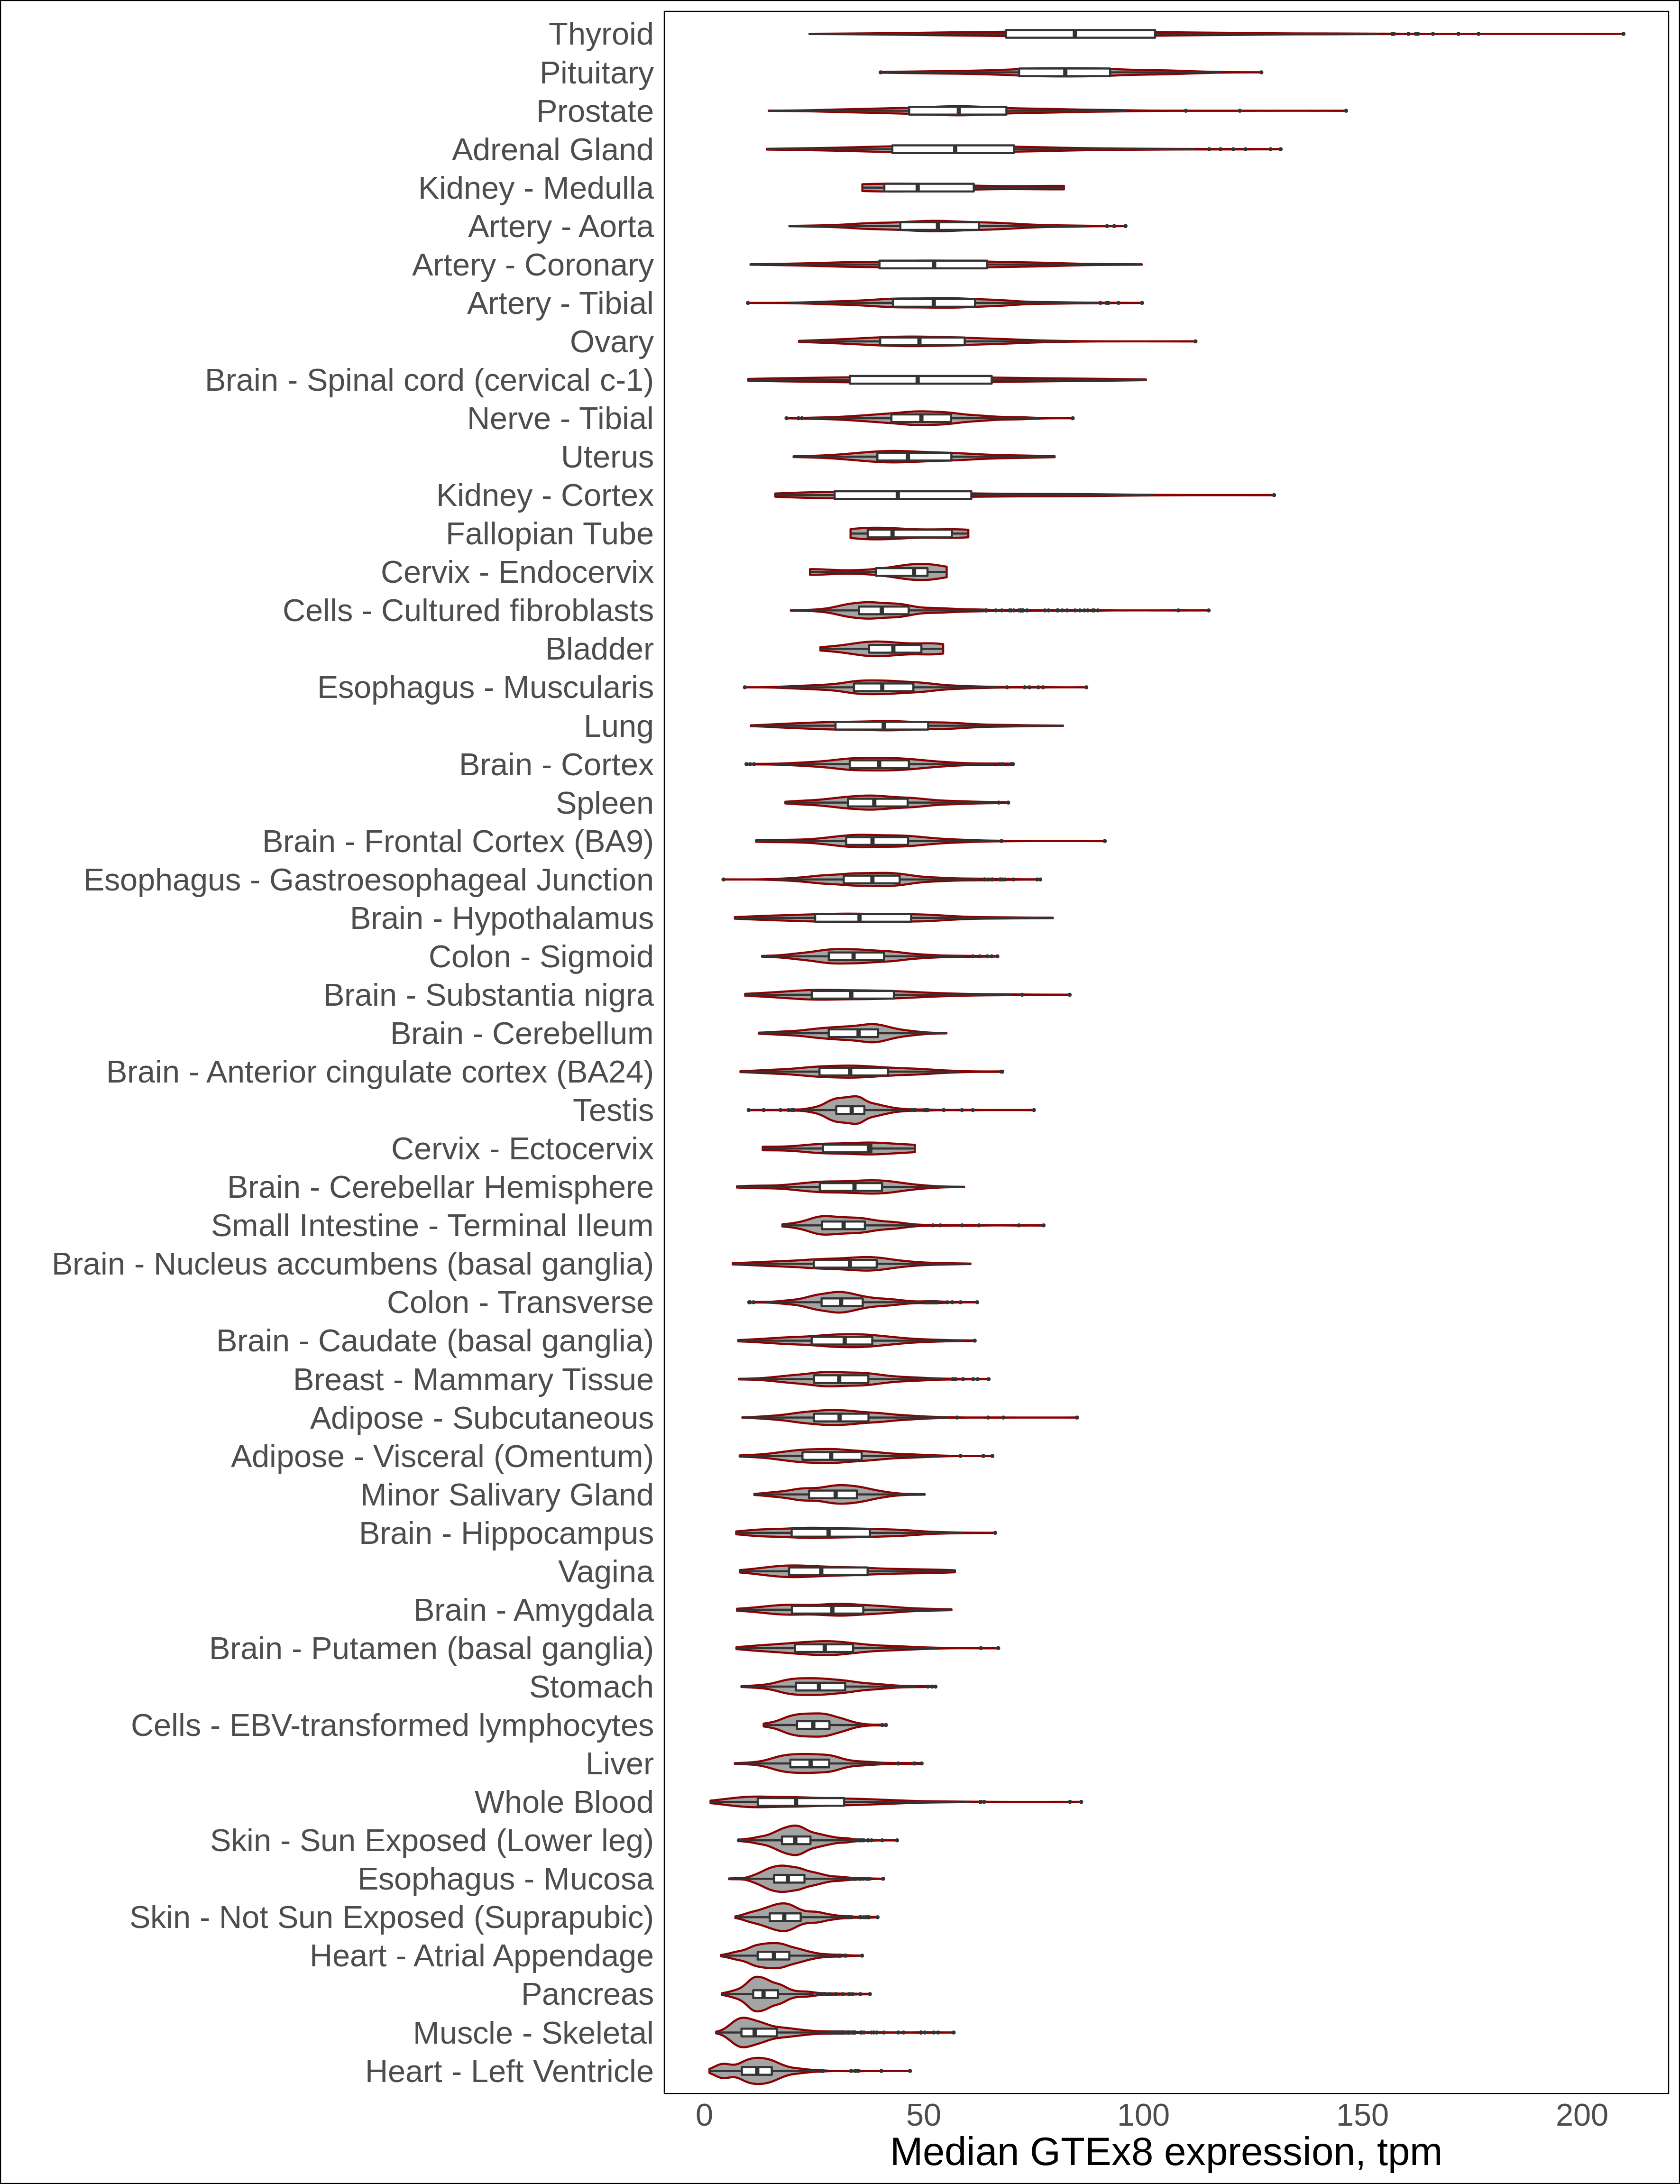 Thyroid
Pituitary
Prostate
Adrenal Gland
Kidney - Medulla
Artery - Aorta
Artery - Coronary
Artery - Tibial
Ovary
Brain - Spinal cord (cervical c-1)
Nerve - Tibial
Uterus
Kidney - Cortex
Fallopian Tube
Cervix - Endocervix
Cells - Cultured fibroblasts
Bladder
Esophagus - Muscularis
Lung
Brain - Cortex
Spleen
Brain - Frontal Cortex (BA9)
Esophagus - Gastroesophageal Junction
Brain - Hypothalamus
Colon - Sigmoid
Brain - Substantia nigra
Brain - Cerebellum
Brain - Anterior cingulate cortex (BA24)
Testis
Cervix - Ectocervix
Brain - Cerebellar Hemisphere
Small Intestine - Terminal Ileum
Brain - Nucleus accumbens (basal ganglia)
Colon - Transverse
Brain - Caudate (basal ganglia)
Breast - Mammary Tissue
Adipose - Subcutaneous
Adipose - Visceral (Omentum)
Minor Salivary Gland
Brain - Hippocampus
Vagina
Brain - Amygdala
Brain - Putamen (basal ganglia)
Stomach
Cells - EBV-transformed lymphocytes
Liver
Whole Blood
Skin - Sun Exposed (Lower leg)
Esophagus - Mucosa
Skin - Not Sun Exposed (Suprapubic)
Heart - Atrial Appendage
Pancreas
Muscle - Skeletal
Heart - Left Ventricle
0 50 100 150 200
Median GTEx8 expression, tpm